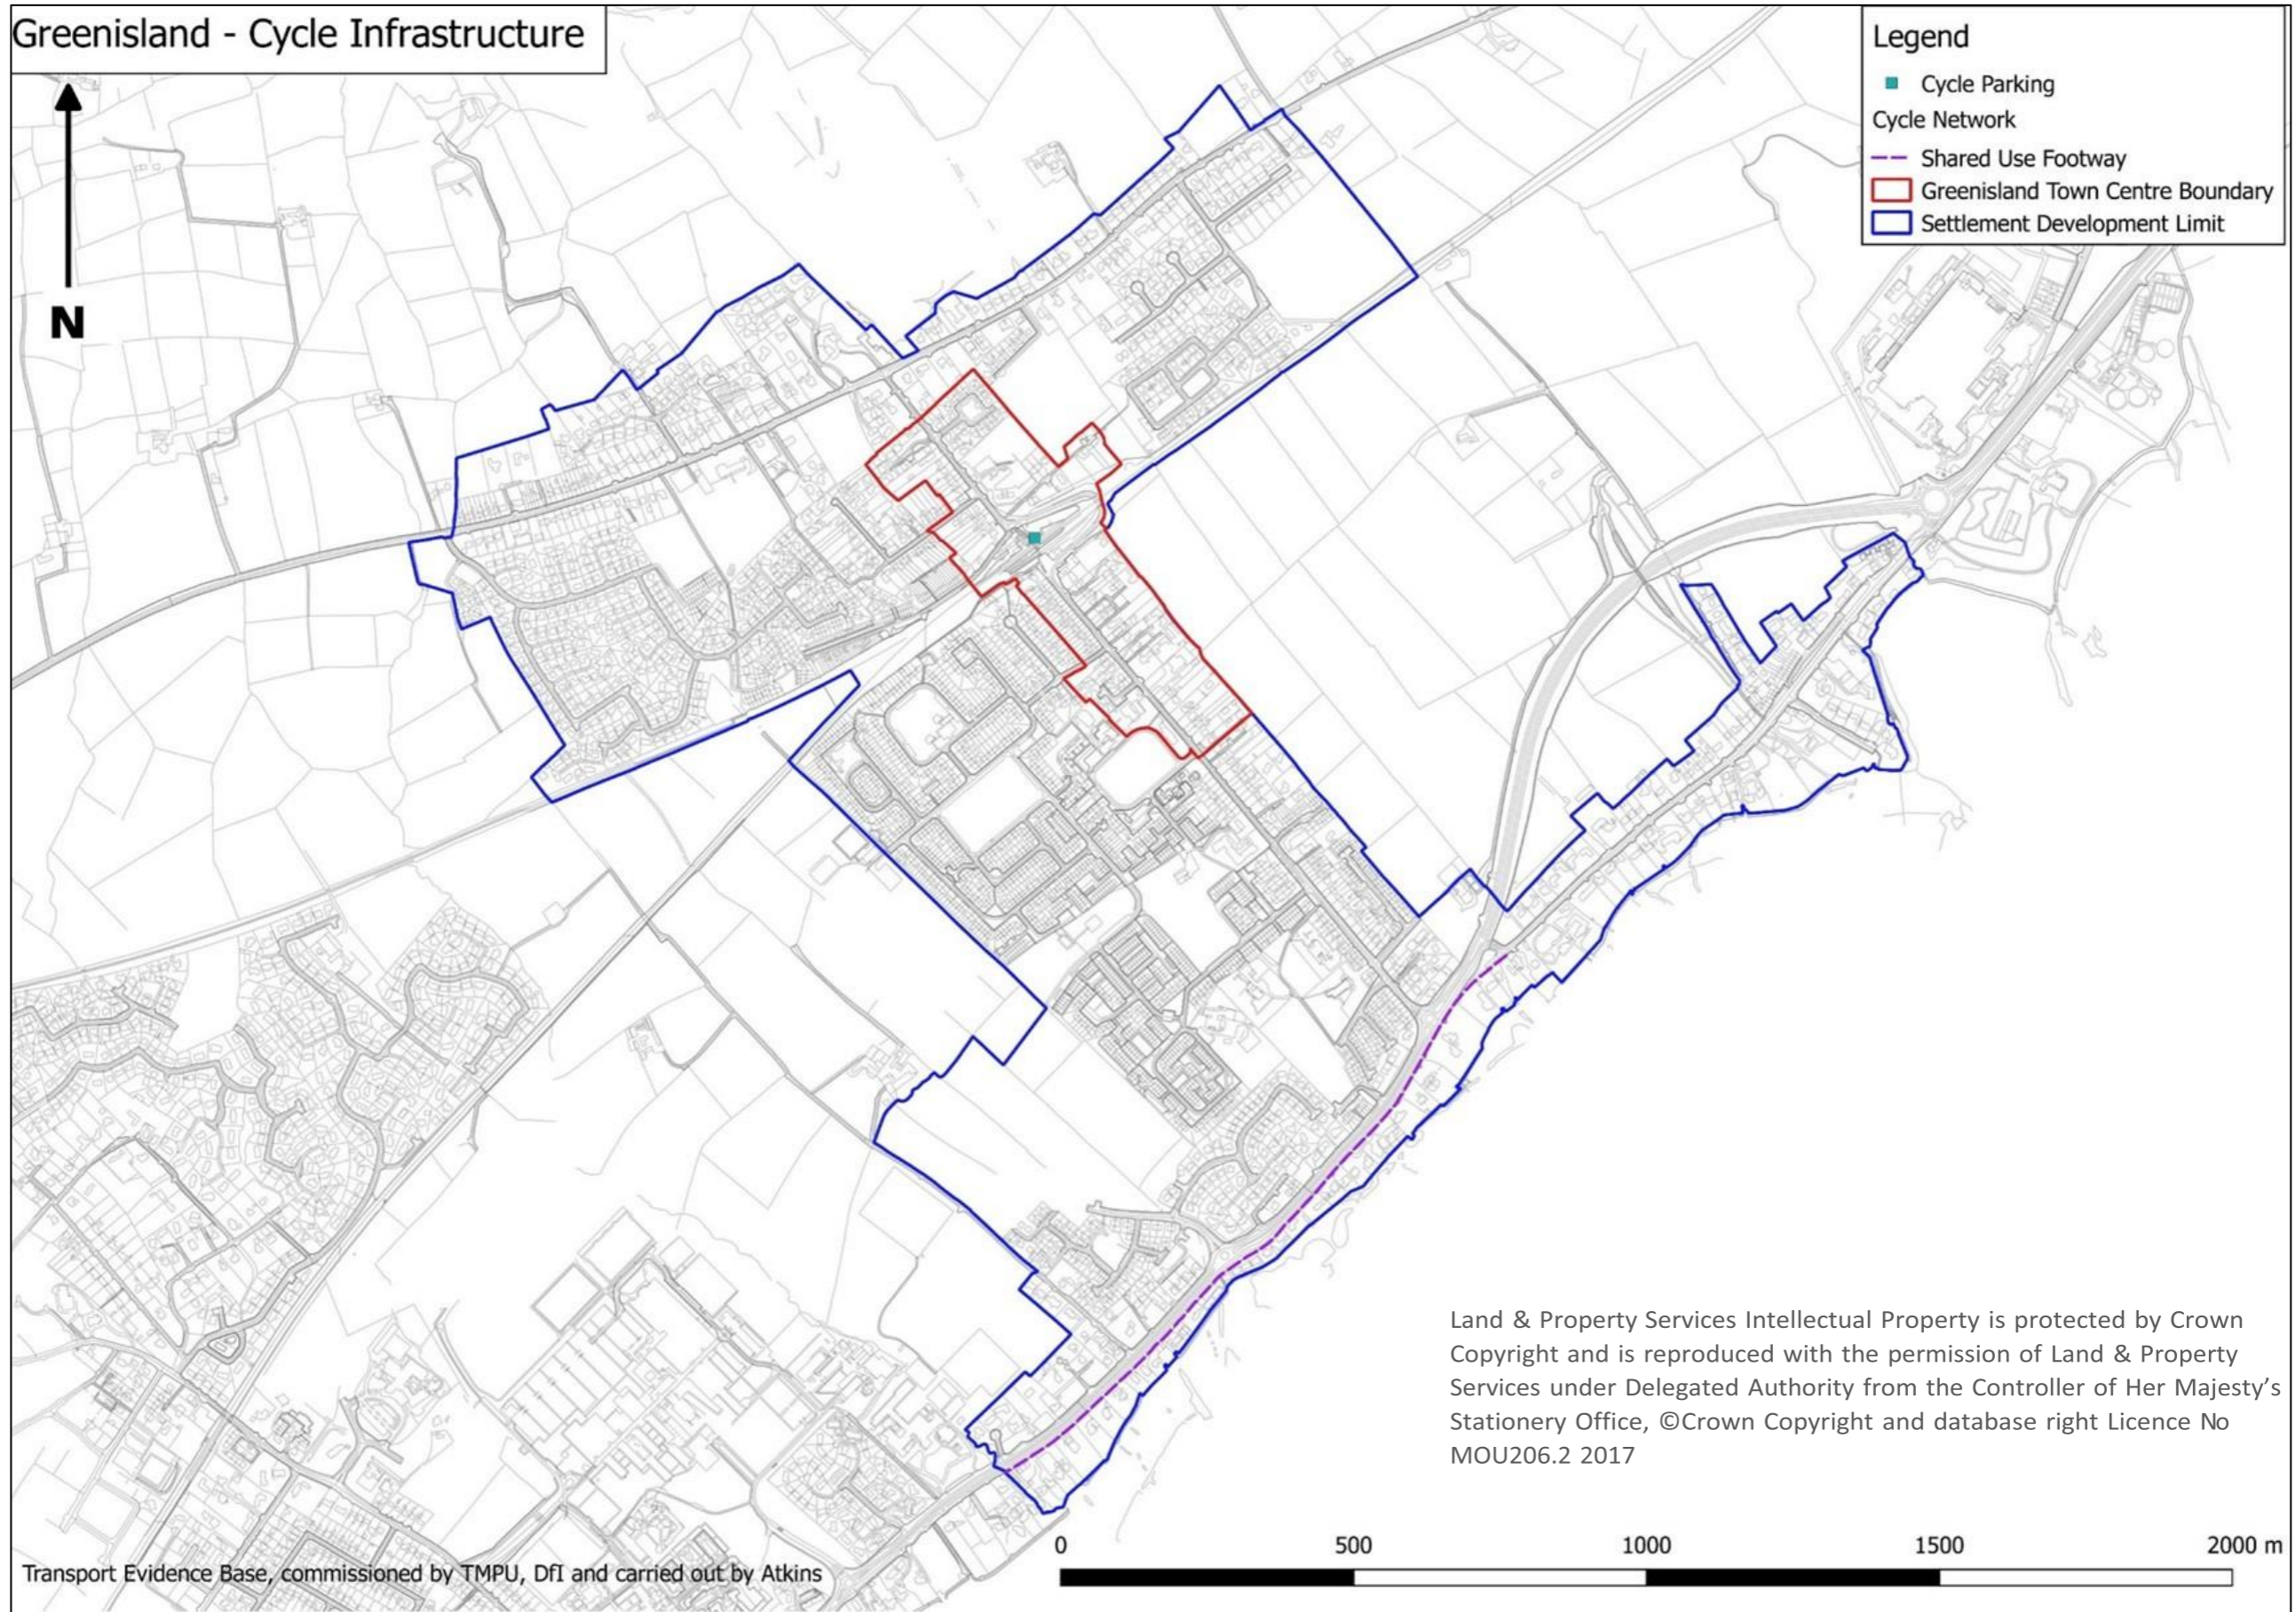 Greenisland - Cycle Infrastructure
N
Legend
Cycle Parking
Cycle Network
Shared Use Footway
Greenisland Town Centre Boundary
Settlement Development Limit
Land & Property Services Intellectual Property is protected by Crown
Copyright and is reproduced with the permission of Land & Property
Services under Delegated Authority from the Controller of Her Majesty’s
Stationery Office, ©Crown Copyright and database right Licence No
MOU206.2 2017
0 500 1000 1500 2000 m
Transport Evidence Base, commissioned by TMPU, DfI and carried out by Atkins